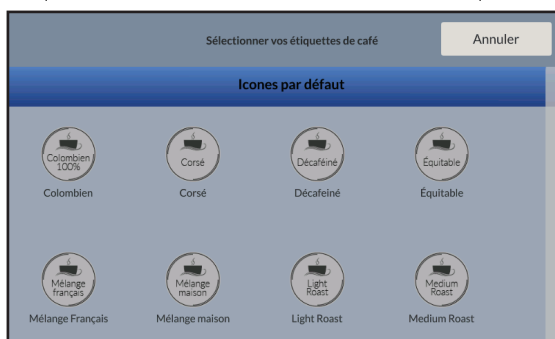 Sélectionner vos étiquettes de café
Annuler
Icones par défaut
Colombien
100%
Corsé
Décaféiné
Équitable
Colombien
Corsé
Décafeiné
Équitable
Mélange
français
Mélange
maison
Light
Roast
Medium
Roast
Mélange Français
Mélange maison
Light Roast
Medium Roast